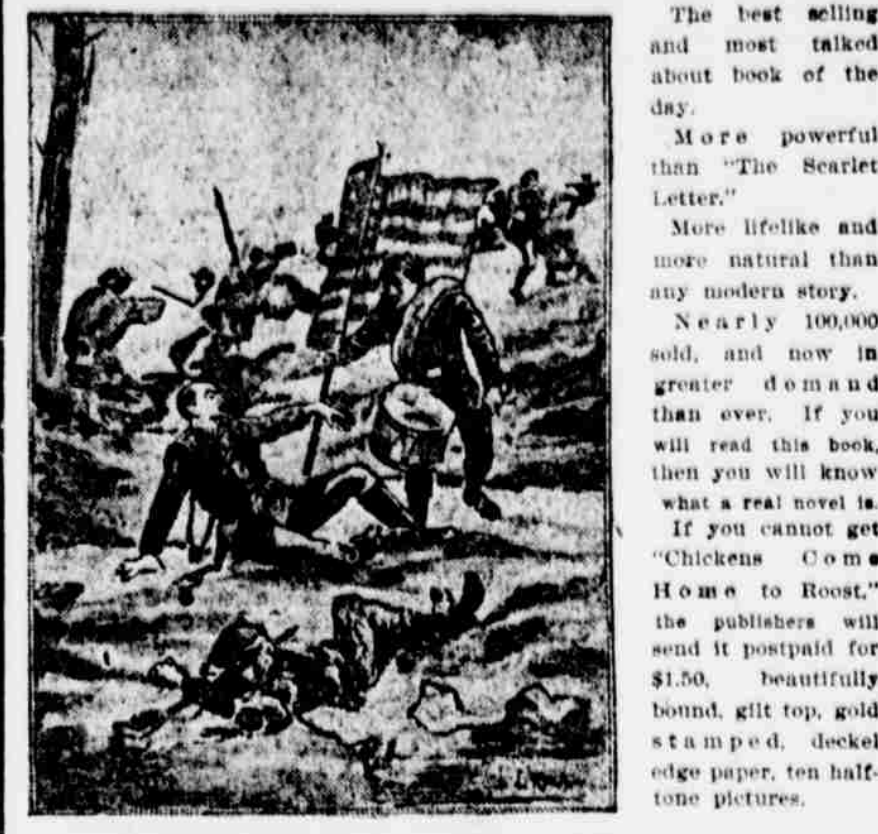 The best selling
and most talked
about book of the
day.
More powerful
than "The Scarlet
Letter."
More lifelike and
more natural than
any modern story.
Nearly 100,000
sold, and now in
greater demand
than ever. If you
will read this book,
then you will know
what a real novel is.
If you cannot get
"Chickens Come
Home to Roost,"
the publishers will
send it postpaid for
$1.50, beautifully
bound, gilt top, gold
stamped, deckel
edge paper, ten half-
tone pictures.